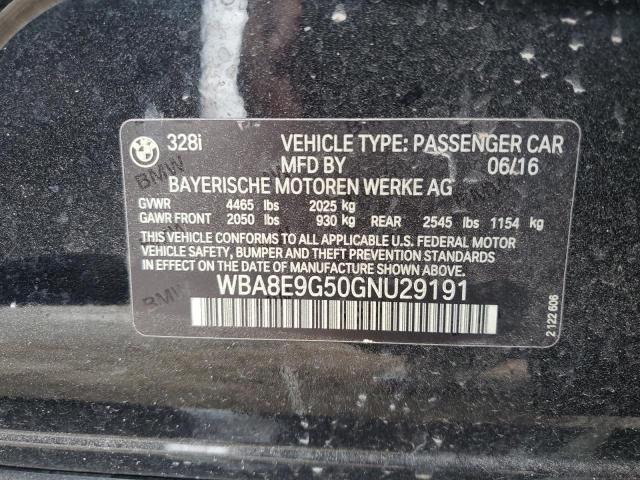 BMW 328i VEHICLE TYPE: PASSENGER CAR
MFD BY 06/16
BAYERISCHE MOTOREN WERKE AG
GVWR 4465 lbs 2025 kg
GAWR FRONT 2050 lbs 930 kg REAR 2545 lbs 1154 kg
THIS VEHICLE CONFORMS TO ALL APPLICABLE U.S. FEDERAL MOTOR
VEHICLE SAFETY, BUMPER AND THEFT PREVENTION STANDARDS
IN EFFECT ON THE DATE OF MANUFACTURE SHOWN ABOVE.
WBA8E9G50GNU29191
2 122 606